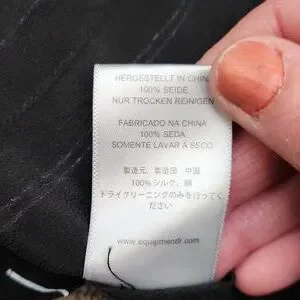 HERGESTELLT IN CHINA
100% SEIDE
NUR TROCKEN REINIGEN
FABRICADO NA CHINA
100% SEDA
SOMENTE LAVAR À SECO
製造元、製造国 中国
100% シルク、絹
ドライクリーニングのみを行ってく
ださい
www.equipmentfr.com